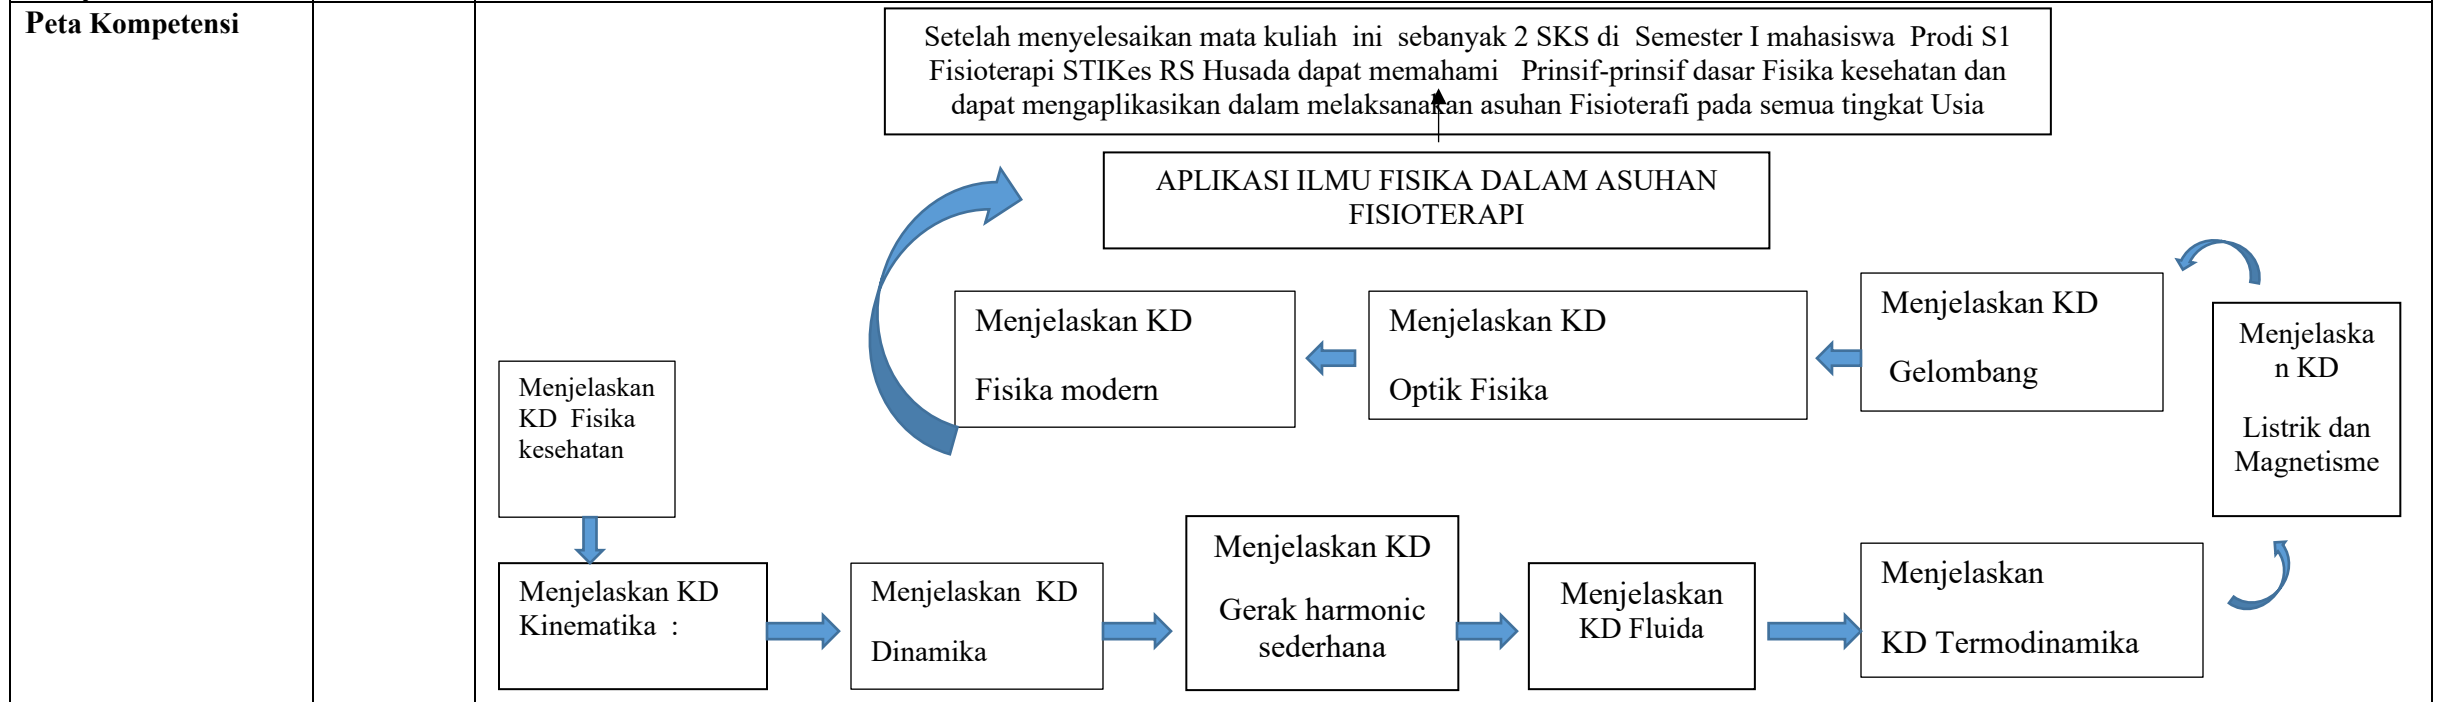 Peta Kompetensi
Setelah menyelesaikan mata kuliah ini sebanyak 2 SKS di Semester I mahasiswa Prodi S1
Fisioterapi STIKes RS Husada dapat memahami Prinsif-prinsif dasar Fisika kesehatan dan
dapat mengaplikasikan dalam melaksanakan asuhan Fisioterafi pada semua tingkat Usia
APLIKASI ILMU FISIKA DALAM ASUHAN
FISIOTERAPI
Menjelaskan KD
Fisika modern
Menjelaskan KD
Optik Fisika
Menjelaskan KD
Gelombang
Menjelaska
n KD
Listrik dan
Magnetisme
Menjelaskan
KD Fisika
kesehatan
Menjelaskan KD
Kinematika :
Menjelaskan KD
Dinamika
Menjelaskan KD
Gerak harmonic
sederhana
Menjelaskan
KD Fluida
Menjelaskan
KD Termodinamika